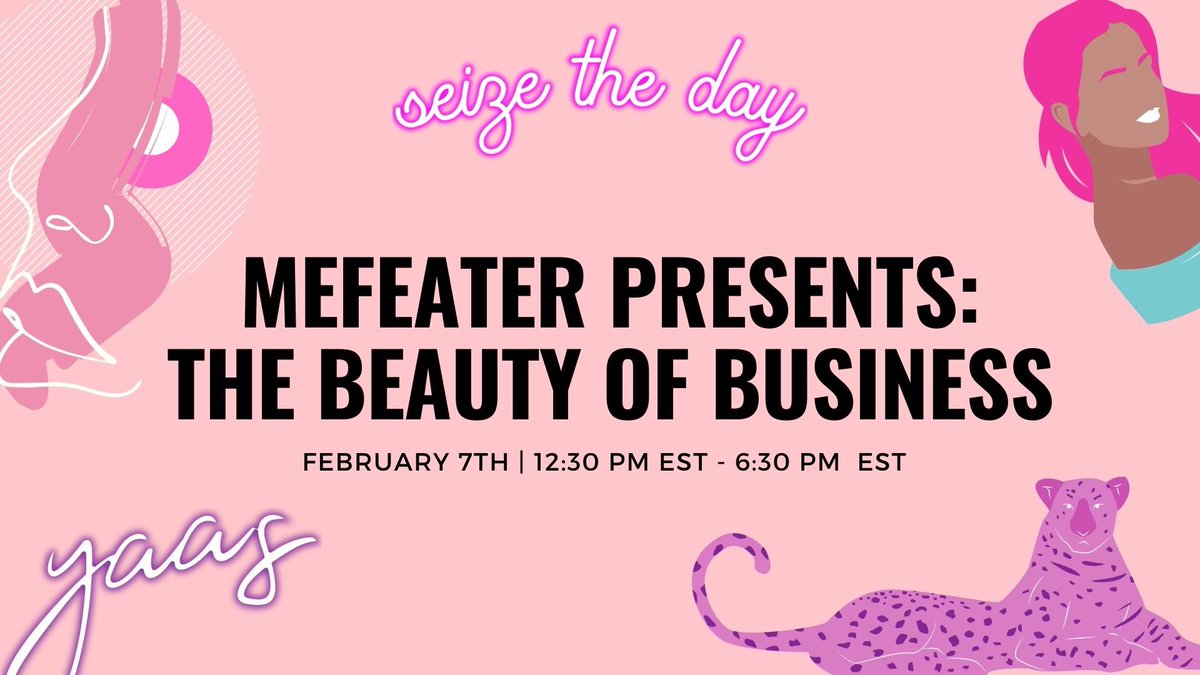 seize the day
MEFEATER PRESENTS:
THE BEAUTY OF BUSINESS
FEBRUARY 7TH | 12:30 PM EST - 6:30 PM EST
yaas